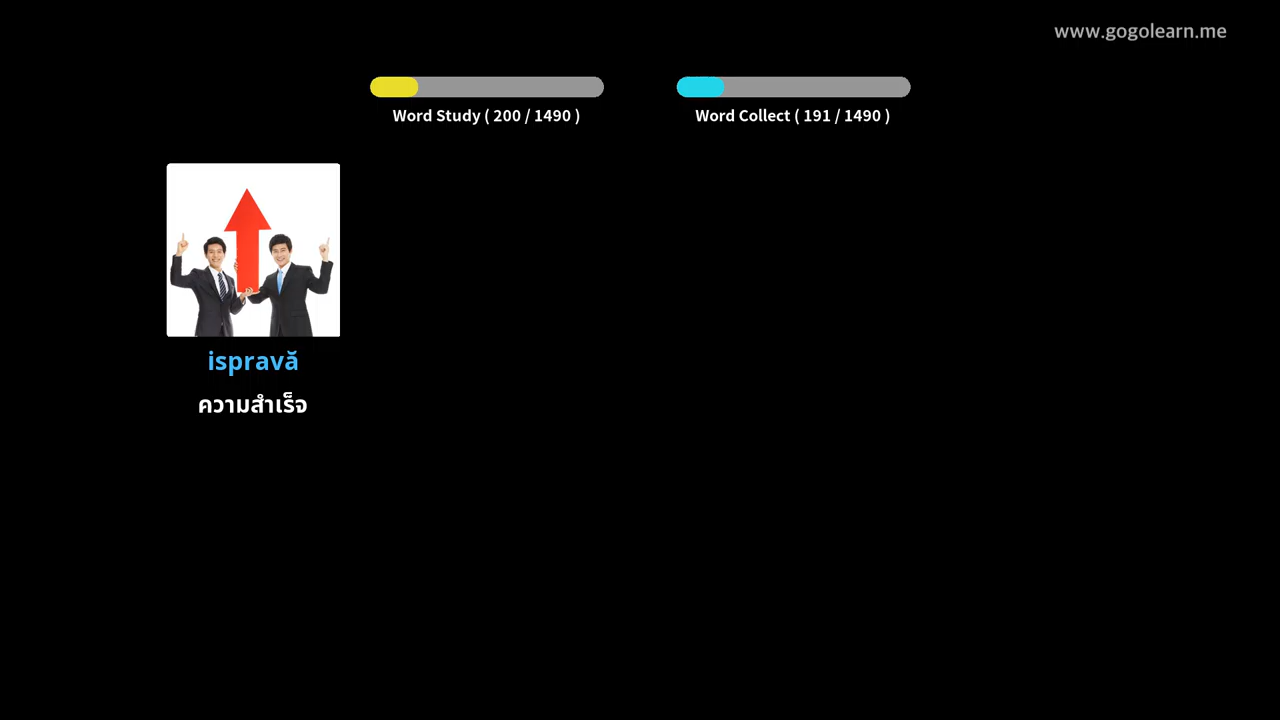 www.gogolearn.me
Word Study ( 200 / 1490 )
Word Collect ( 191 / 1490 )
ispravă
ความสำเร็จ